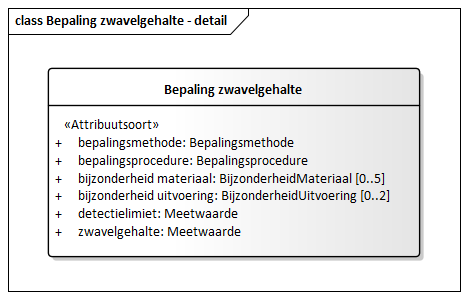 class Bepaling zwavelgehalte - detail
Bepaling zwavelgehalte
«Attribuutsoort»
+ bepalingsmethode: Bepalingsmethode
+ bepalingsprocedure: Bepalingsprocedure
+ bijzonderheid materiaal: BijzonderheidMateriaal [0..5]
+ bijzonderheid uitvoering: BijzonderheidUitvoering [0..2]
+ detectielimiet: Meetwaarde
+ zwavelgehalte: Meetwaarde